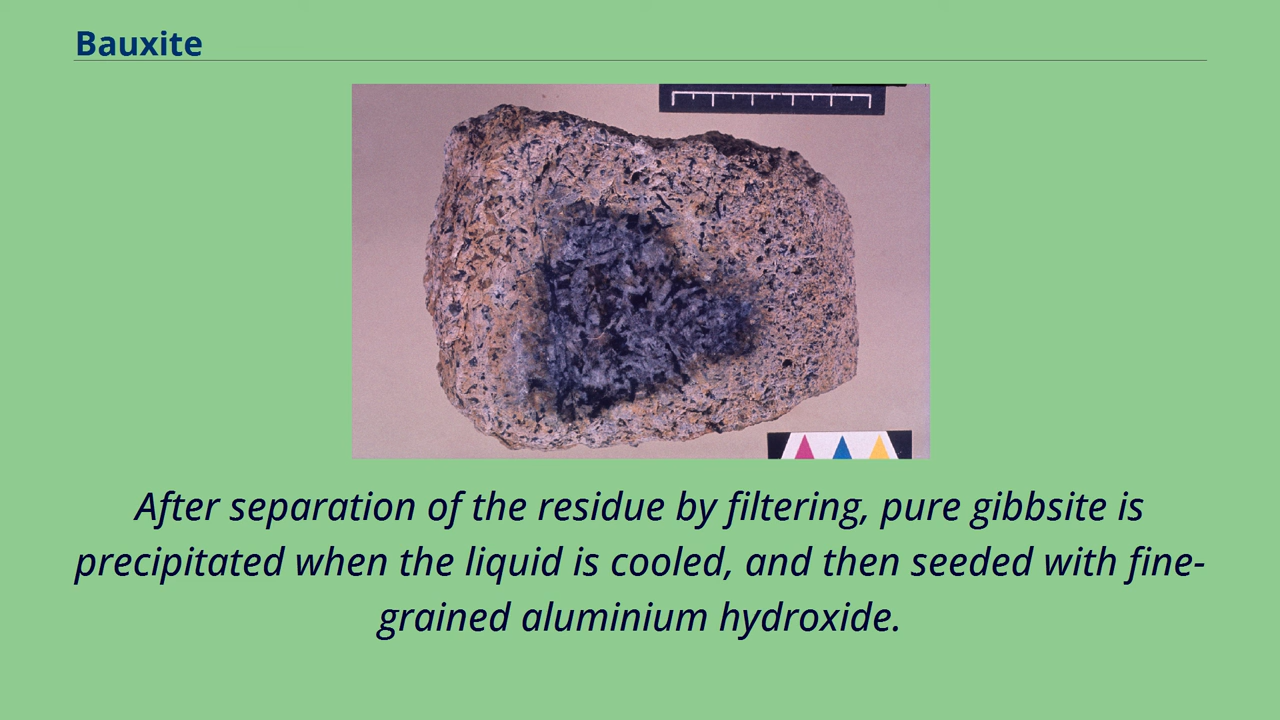 Bauxite
After separation of the residue by filtering, pure gibbsite is
precipitated when the liquid is cooled, and then seeded with fine-
grained aluminium hydroxide.